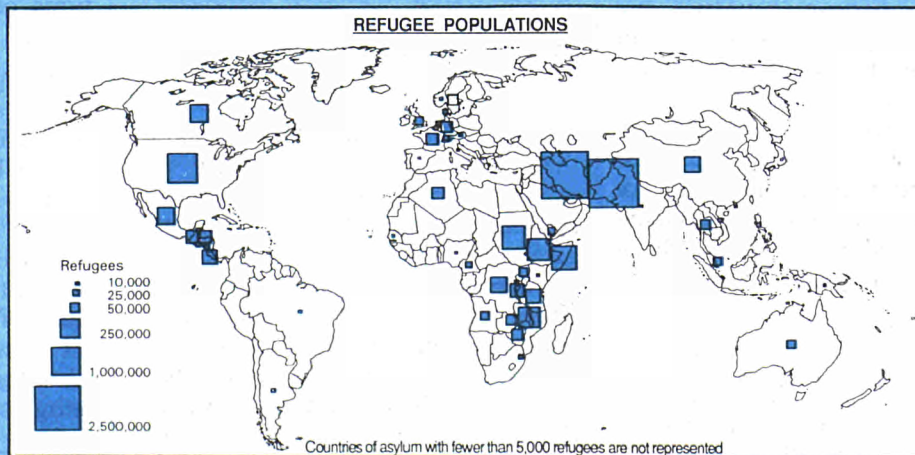 REFUGEE POPULATIONS
Refugees
10,000
25,000
50,000
250,000
1,000,000
2,500,000
Countries of asylum with fewer than 5,000 refugees are not represented